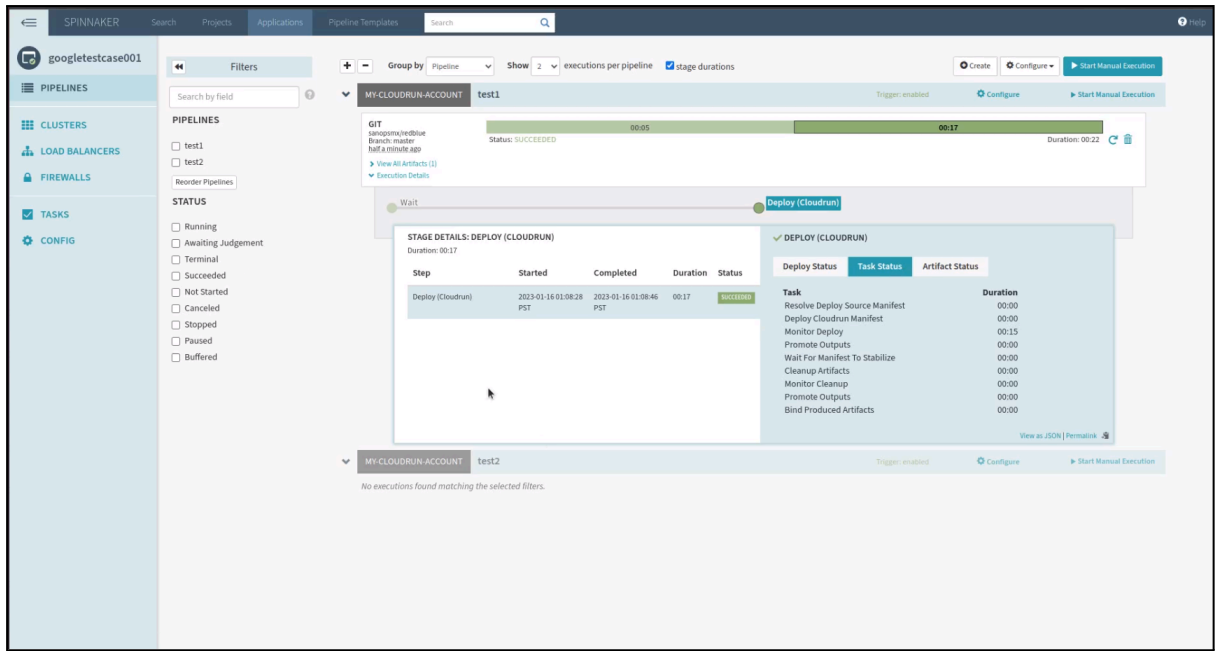 SPINNAKER Search Projects Applications Pipeline Templates Search Help
googletestcase001
PIPELINES
CLUSTERS
LOAD BALANCERS
FIREWALLS
TASKS
CONFIG
Filters
Search by field
PIPELINES
test1
test2
Reorder Pipelines
STATUS
Running
Awaiting Judgement
Terminal
Succeeded
Not Started
Canceled
Stopped
Paused
Buffered
Group by Pipeline Show 2 executions per pipeline stage durations Create Configure Start Manual Execution
MY-CLOUDRUN-ACCOUNT test1 Trigger: enabled Configure Start Manual Execution
GIT
sanopsmx/redblue
Branch: master
half a minute ago
View All Artifacts (1)
Execution Details
00:05 00:17
Status: SUCCEEDED Duration: 00:22
Wait Deploy (Cloudrun)
STAGE DETAILS: DEPLOY (CLOUDRUN)
Duration: 00:17
Step Started Completed Duration Status
Deploy (Cloudrun) 2023-01-16 01:08:28 2023-01-16 01:08:46 00:17 SUCCEEDED
PST PST
DEPLOY (CLOUDRUN)
Deploy Status Task Status Artifact Status
Task Duration
Resolve Deploy Source Manifest 00:00
Deploy Cloudrun Manifest 00:00
Monitor Deploy 00:15
Promote Outputs 00:00
Wait For Manifest To Stabilize 00:00
Cleanup Artifacts 00:00
Monitor Cleanup 00:00
Promote Outputs 00:00
Bind Produced Artifacts 00:00
View as JSON | Permalink
MY-CLOUDRUN-ACCOUNT test2 Trigger: enabled Configure Start Manual Execution
No executions found matching the selected filters.